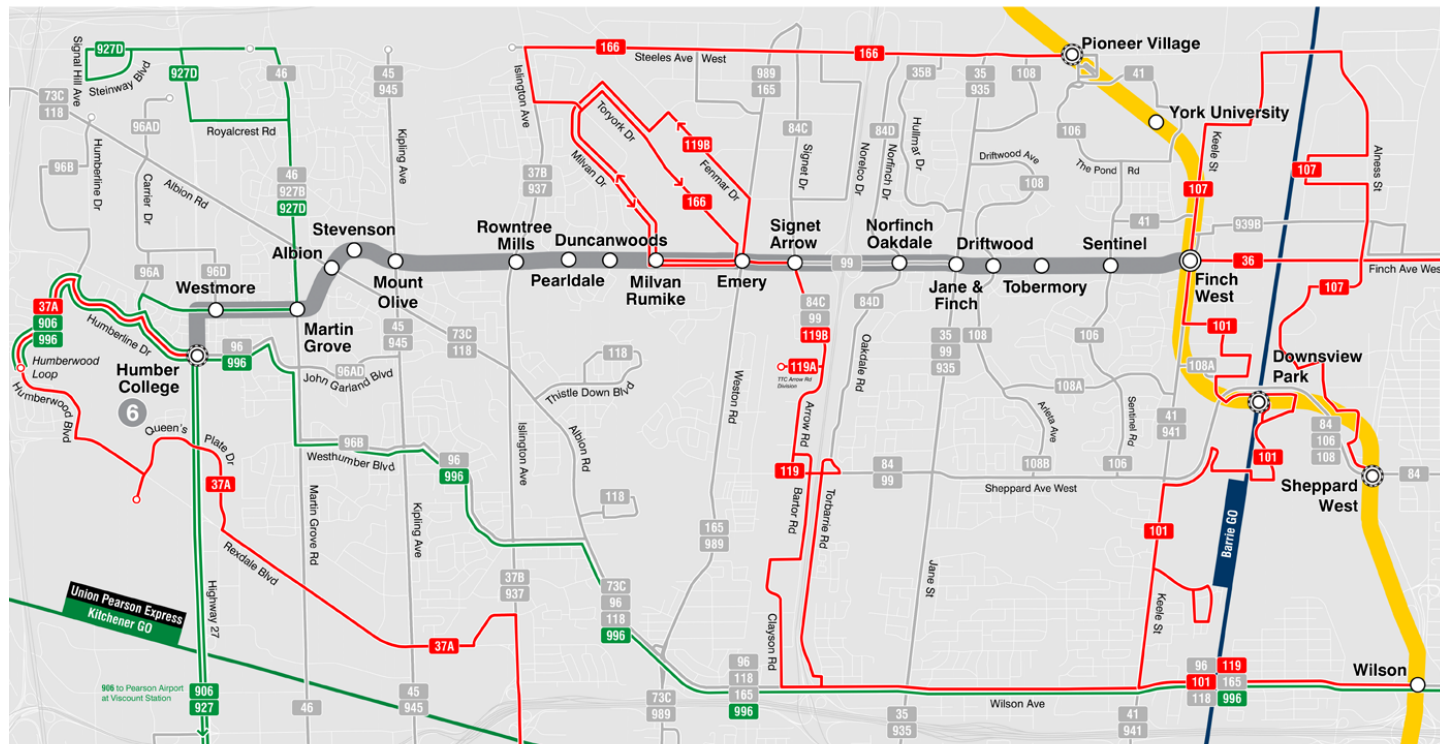 927D
Signal Hill Ave
Steinway Blvd
927D
46
45
945
Islington Ave
166
Steeles Ave West
989
165
166
35B
35
935
108
Pioneer Village
41
73C
118
96AD
Royalcrest Rd
Kipling Ave
Toryork Dr
119B
84C
84D
Hullmar Dr
106
York University
Keele St
Alness St
96B
Humberline Dr
Carrier Dr
Albion Rd
46
927B
927D
37B
937
Milvan Dr
Fenmar Dr
166
Signet Dr
Norelco Dr
Norfinch Dr
Driftwood Ave
108
The Pond Rd
107
107
41
939B
Stevenson
Albion
Mount
Olive
Rowntree
Mills
Pearldale
Duncanwoods
Milvan
Rumike
Emery
Signet
Arrow
99
Norfinch
Oakdale
Jane &
Finch
Driftwood
Tobermory
Sentinel
Finch
West
36
Finch Ave West
96A
96D
Westmore
Martin
Grove
107
37A
906
996
Humberline Dr
Humberwood
Loop
Humber
College
6
96
996
96AD
John Garland Blvd
45
945
73C
118
118
Thistle Down Blvd
84C
99
119B
119A
TTC Arrow Rd
Division
84D
Oakdale Rd
35
99
935
108
106
101
108A
Downsview
Park
Humberwood Blvd
Queen's
Plate Dr
37A
96B
Westhumber Blvd
96
996
Islington Ave
Albion Rd
Weston Rd
Arrow Rd
119
84
99
Sheppard Ave West
108A
Arleta Ave
108B
Sentinel Rd
106
41
941
101
84
106
108
84
Sheppard
West
Rexdale Blvd
Martin Grove Rd
Kipling Ave
118
165
989
Bartor Rd
Torbarrie Rd
101
Barrie GO
Union Pearson Express
Kitchener GO
Highway 27
37A
37B
937
73C
96
118
996
Clayson Rd
Jane St
Keele St
906 to Pearson Airport
at Viscount Station
906
927
46
45
945
73C
989
96
118
165
996
35
935
Wilson Ave
41
941
96
119
101
165
118
996
Wilson